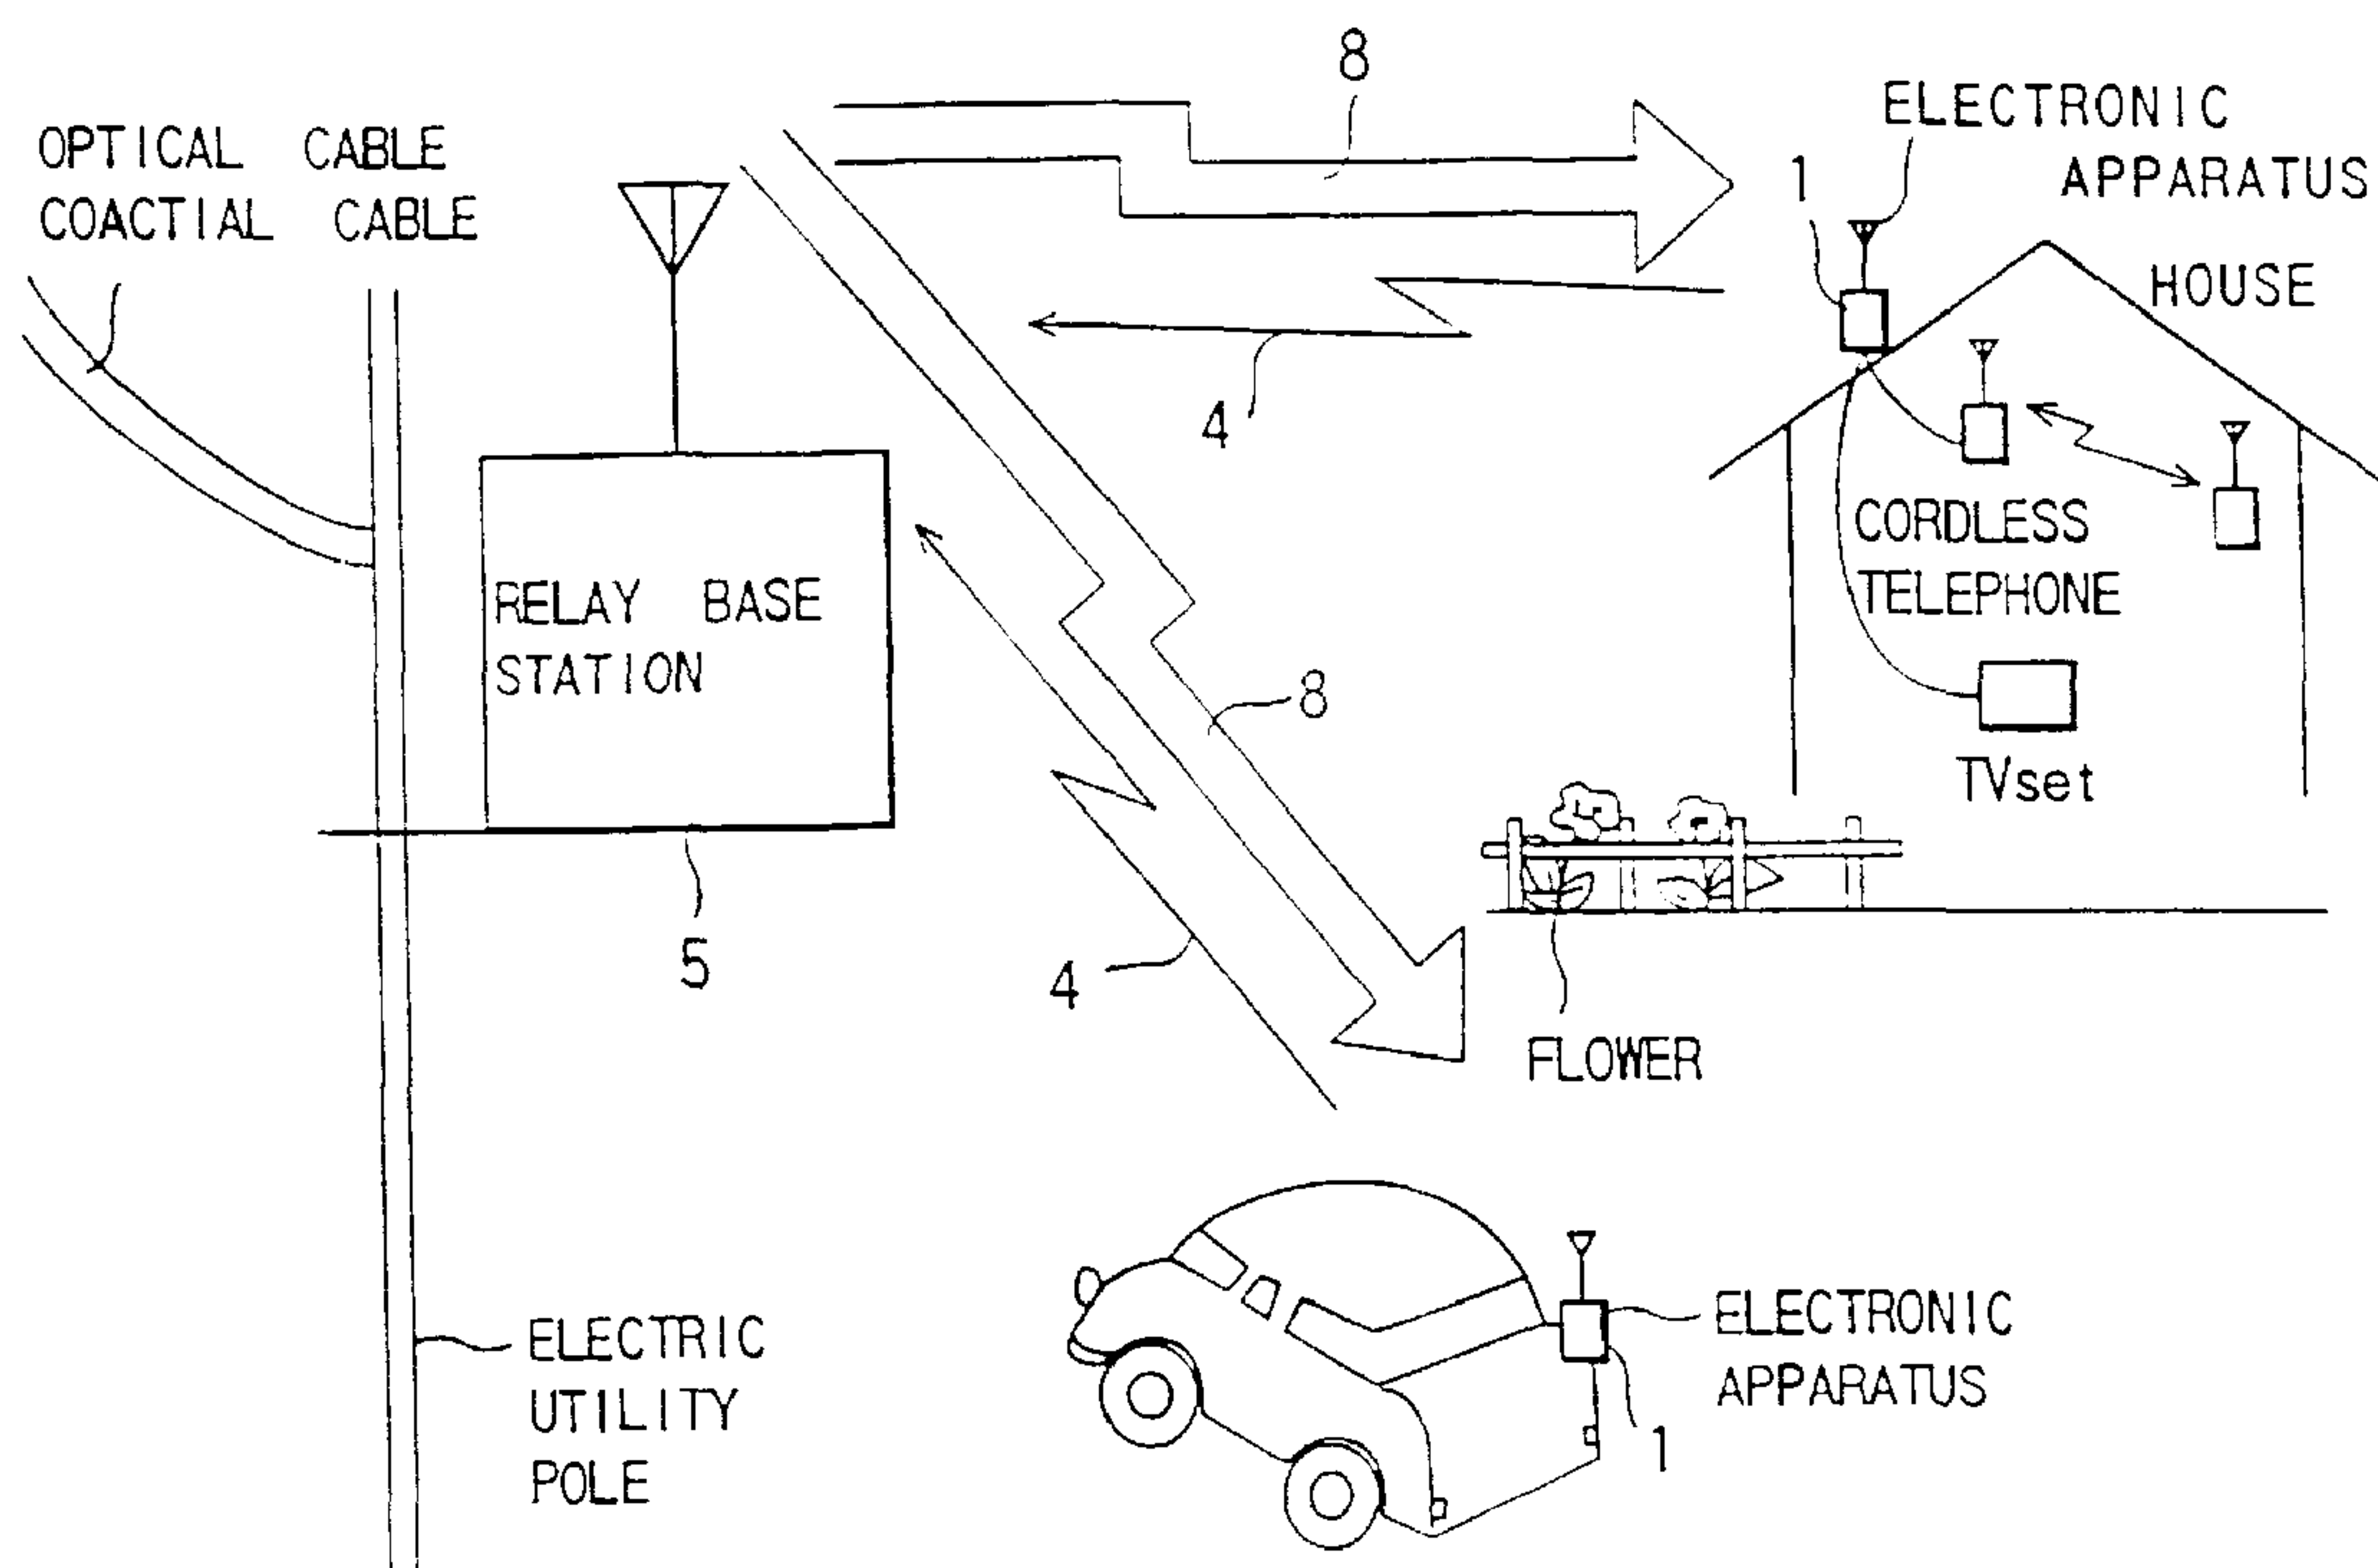 8
OPTICAL CABLE
COACTIAL CABLE
ELECTRONIC
APPARATUS
1
HOUSE
4
CORDLESS
TELEPHONE
RELAY BASE
STATION
8
TVset
5
4
FLOWER
ELECTRIC
UTILITY
POLE
ELECTRONIC
APPARATUS
1